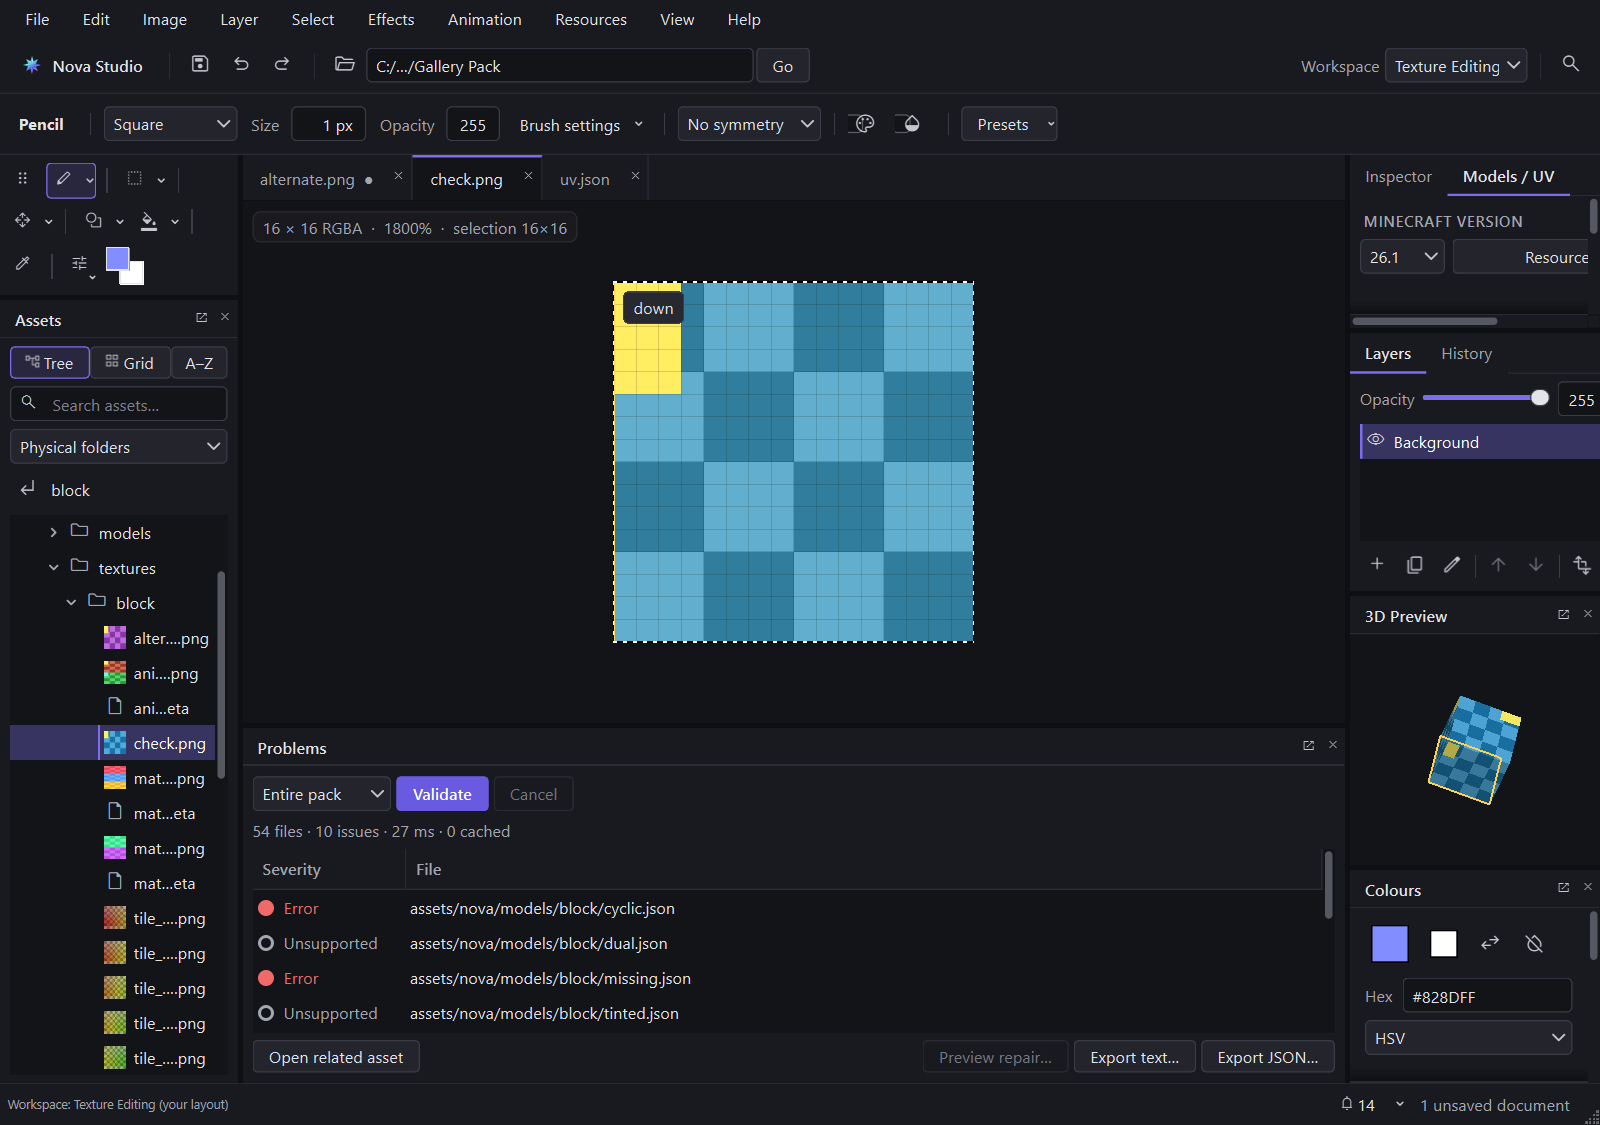 File Edit Image Layer Select Effects Animation Resources View Help
Nova Studio C:/.../Gallery Pack Go Workspace Texture Editing
Pencil Square Size 1 px Opacity 255 Brush settings No symmetry Presets
alternate.png check.png uv.json
16 × 16 RGBA · 1800% · selection 16×16
down
Assets
Tree Grid A–Z
Search assets...
Physical folders
block
models
textures
block
alter....png
ani....png
ani...eta
check.png
mat....png
mat...eta
mat....png
mat...eta
tile_....png
tile_....png
tile_....png
tile_....png
tile_....png
Problems
Entire pack Validate Cancel
54 files · 10 issues · 27 ms · 0 cached
Severity File
Error assets/nova/models/block/cyclic.json
Unsupported assets/nova/models/block/dual.json
Error assets/nova/models/block/missing.json
Unsupported assets/nova/models/block/tinted.json
Open related asset Preview repair... Export text... Export JSON...
Inspector Models / UV
MINECRAFT VERSION
26.1 Resource
Layers History
Opacity 255
Background
3D Preview
Colours
Hex #828DFF
HSV
Workspace: Texture Editing (your layout) 14 1 unsaved document